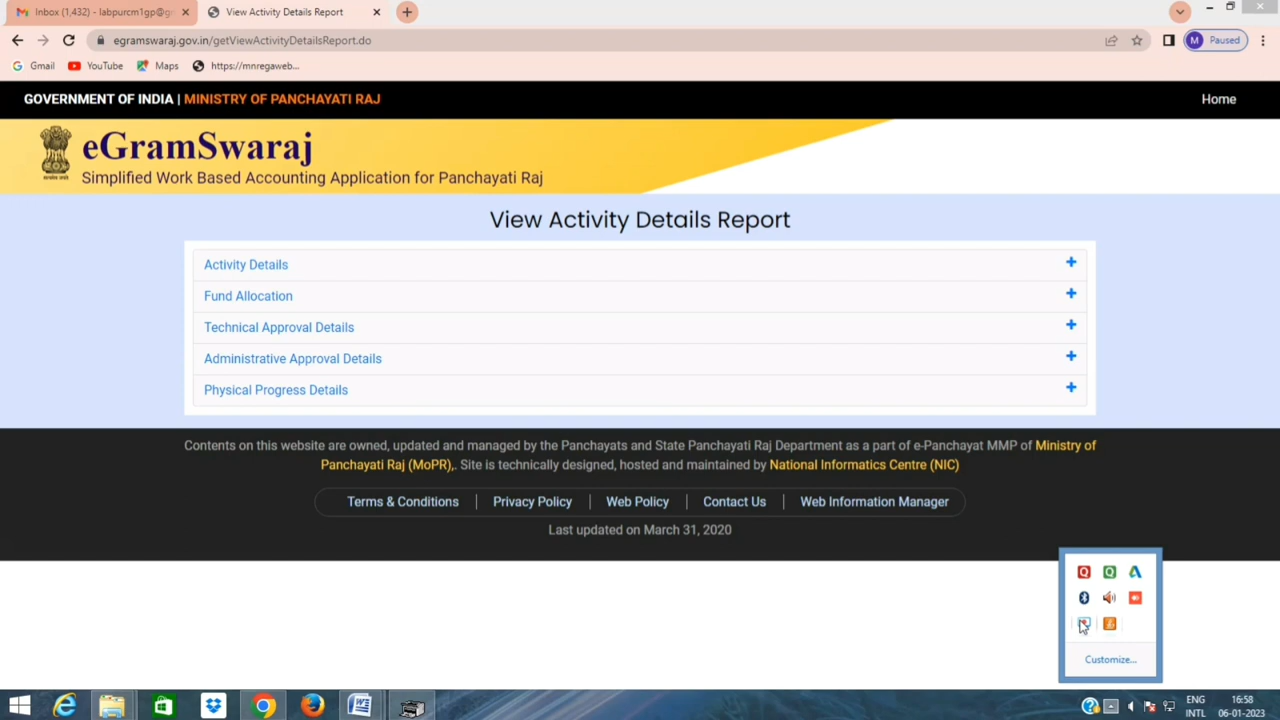 Inbox (1,432) - labpurcm1gp@g
View Activity Details Report
egramswaraj.gov.in/getViewActivityDetailsReport.do
M Paused
Gmail YouTube Maps https://mnregaweb...
GOVERNMENT OF INDIA | MINISTRY OF PANCHAYATI RAJ
Home
eGramSwaraj
Simplified Work Based Accounting Application for Panchayati Raj
View Activity Details Report
Activity Details
Fund Allocation
Technical Approval Details
Administrative Approval Details
Physical Progress Details
Contents on this website are owned, updated and managed by the Panchayats and State Panchayati Raj Department as a part of e-Panchayat MMP of Ministry of
Panchayati Raj (MoPR),. Site is technically designed, hosted and maintained by National Informatics Centre (NIC)
Terms & Conditions | Privacy Policy | Web Policy | Contact Us | Web Information Manager
Last updated on March 31, 2020
Customize...
ENG 16:58
INTL 06-01-2023